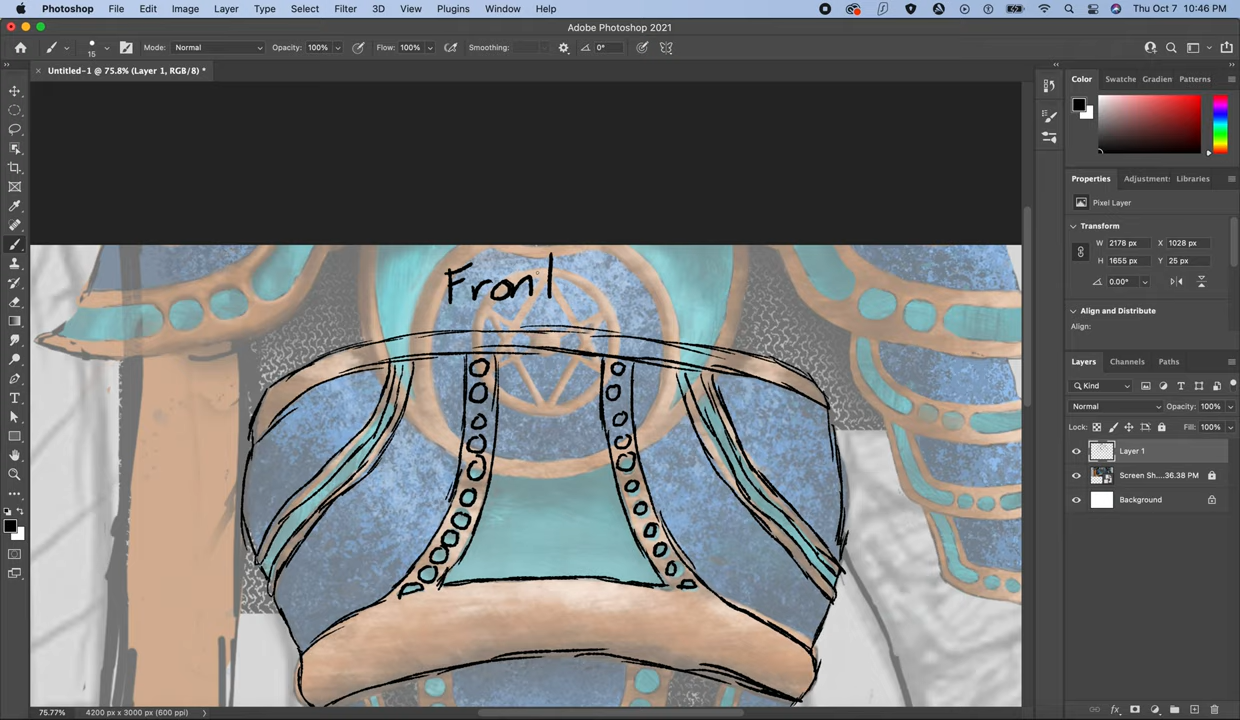 Photoshop File Edit Image Layer Type Select Filter 3D View Plugins Window Help Thu Oct 7 10:46 PM
Adobe Photoshop 2021
15 Mode: Normal Opacity: 100% Flow: 100% Smoothing: 0°
Untitled-1 @ 75.8% (Layer 1, RGB/8) *
Color Swatche Gradien Patterns
Properties Adjustment: Libraries
Pixel Layer
Transform
W 2178 px X 1028 px
H 1655 px Y 25 px
0.00°
Align and Distribute
Align:
Layers Channels Paths
Kind
Normal Opacity: 100%
Lock: Fill: 100%
Layer 1
Screen Sh....36.38 PM
Background
Fronl
75.77% 4200 px x 3000 px (600 ppi)